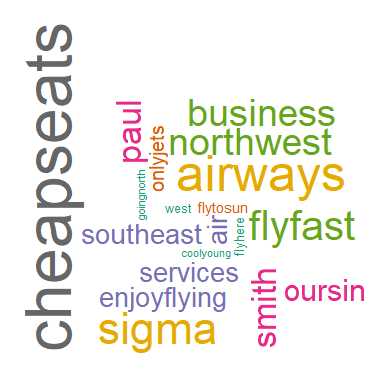 cheapseats
paul
onlyjets
business
northwest
airways
goingnorth
west
flytosun
southeast
air
flyhere
flyfast
coolyoung
services
enjoyflying
smith
oursin
sigma